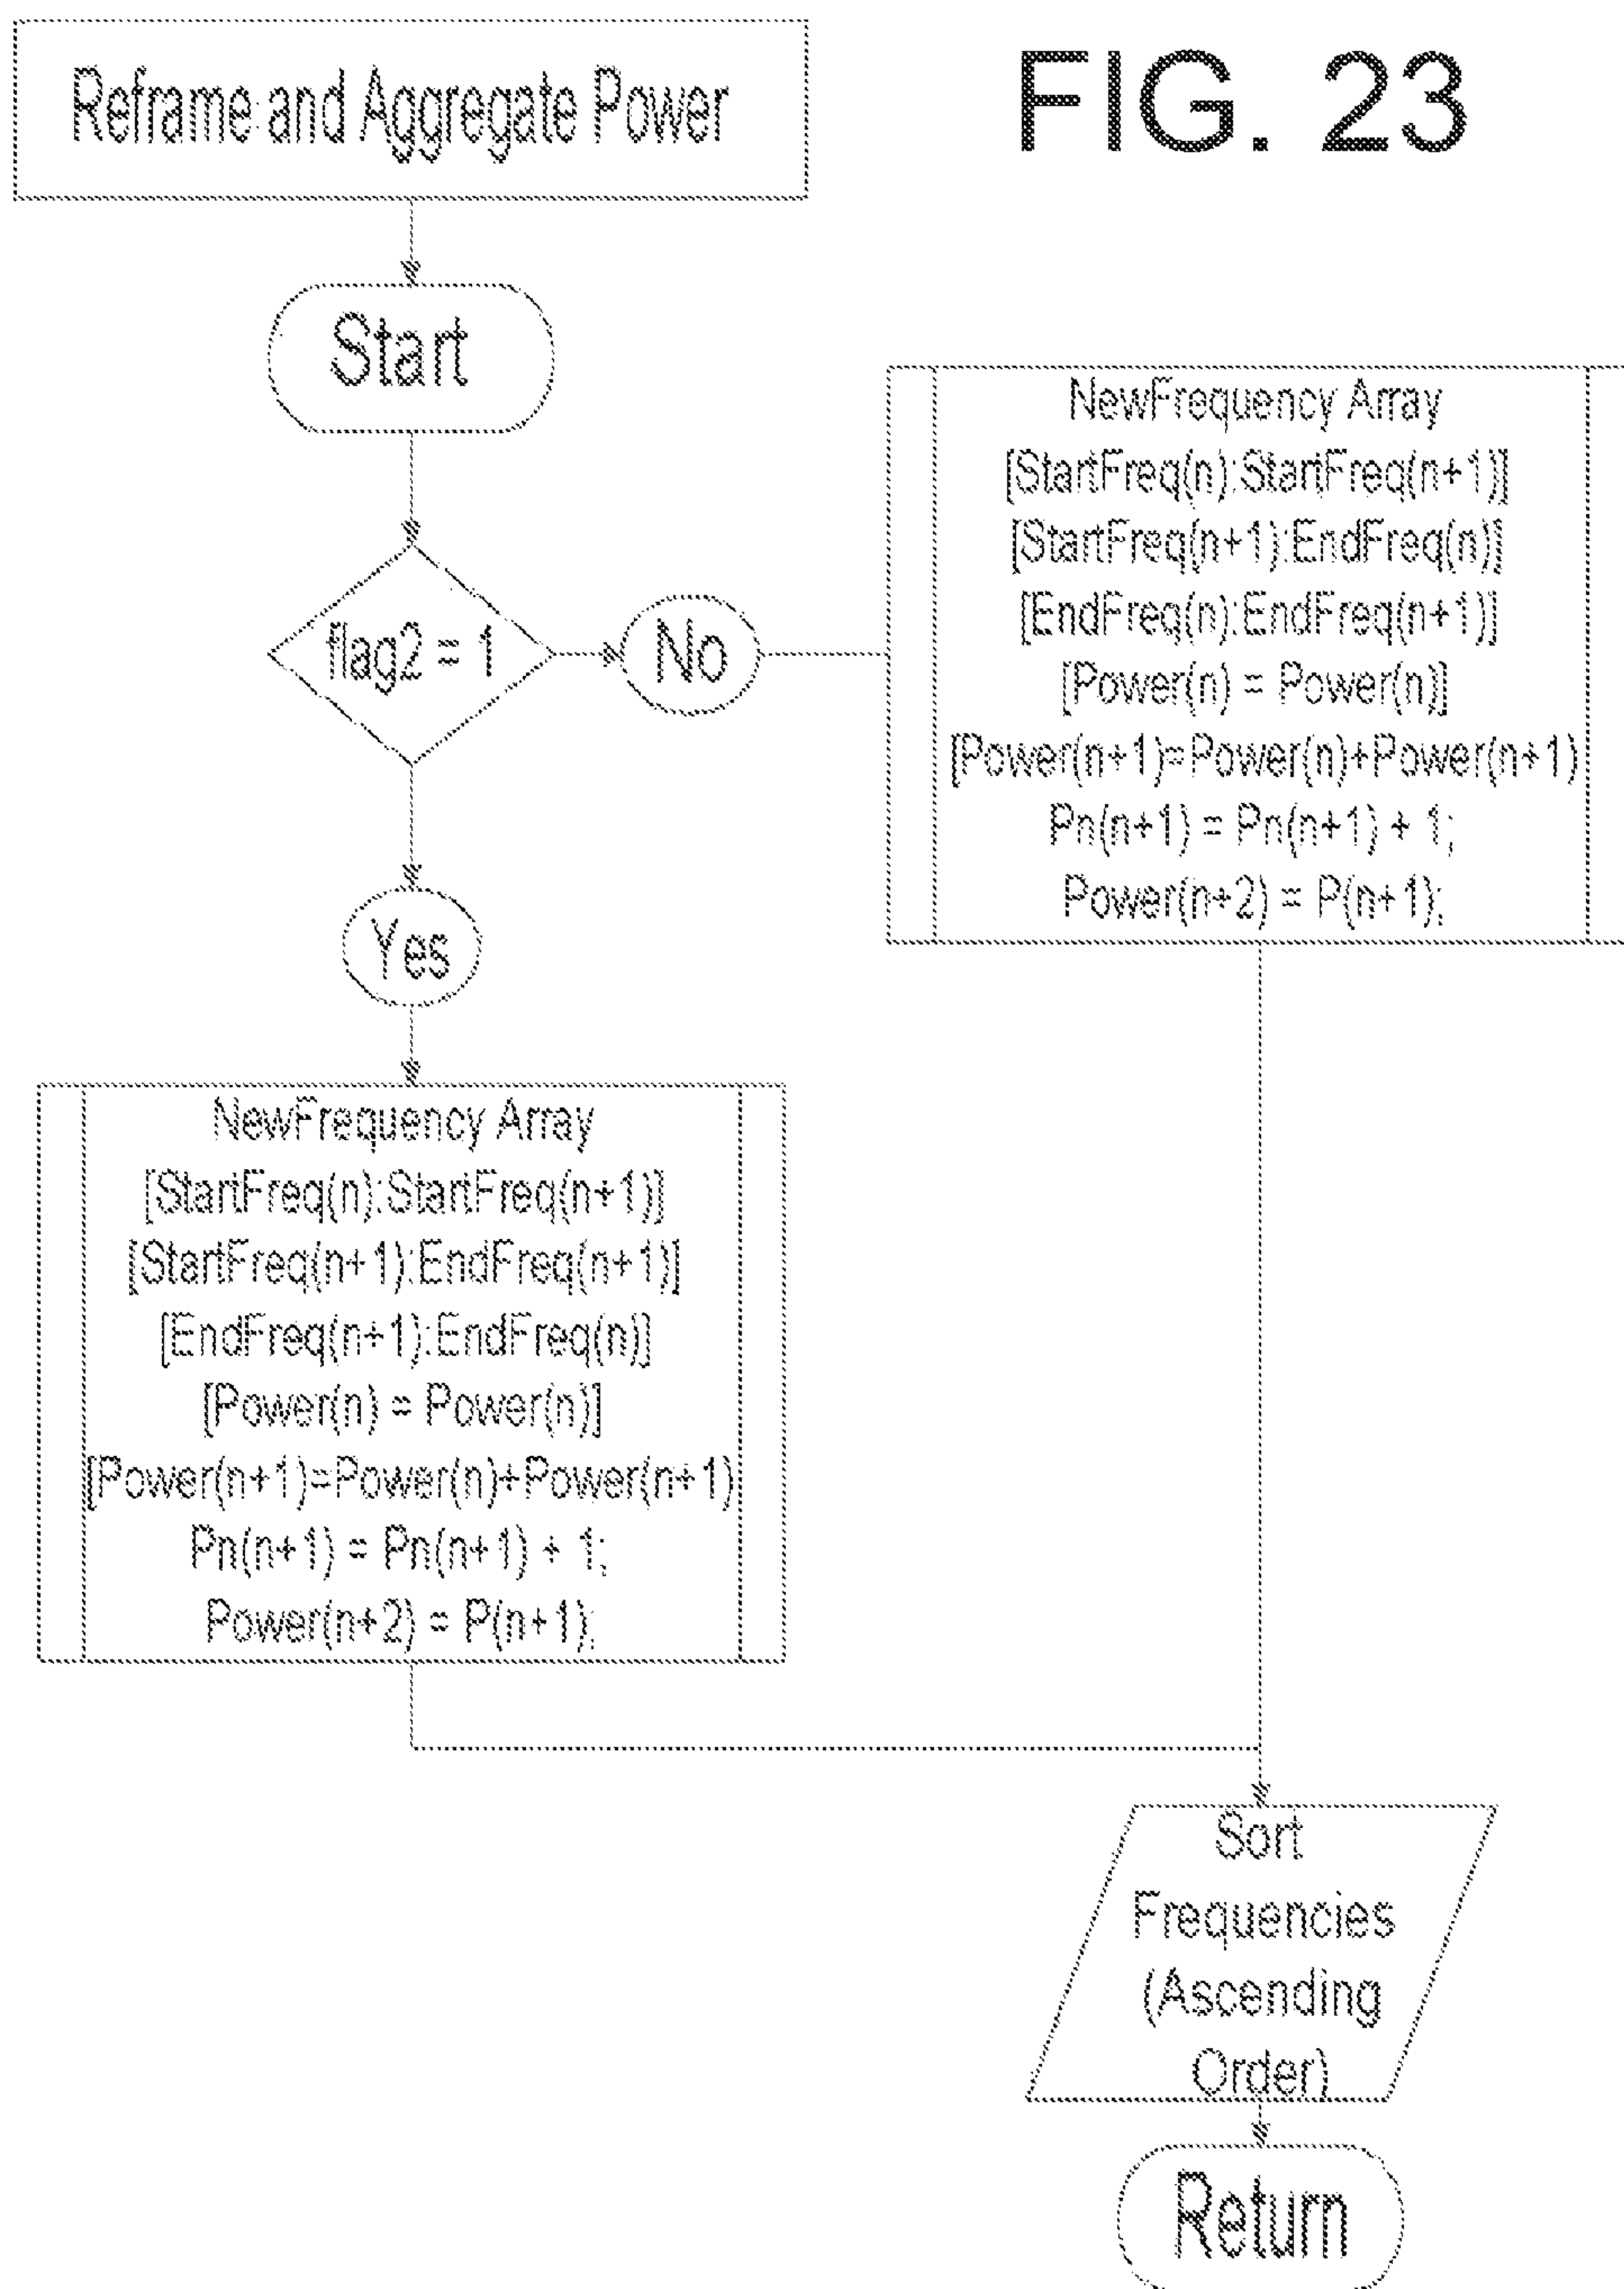 Reframe and Aggregate Power
FIG. 23
Start
flag2 = 1
No
NewFrequency Array
[StartFreq(n):StartFreq(n+1)]
[StartFreq(n+1):EndFreq(n)]
[EndFreq(n):EndFreq(n+1)]
[Power(n) = Power(n)]
[Power(n+1)=Power(n)+Power(n+1)
Pn(n+1) = Pn(n+1) + 1;
Power(n+2) = P(n+1);
Yes
NewFrequency Array
[StartFreq(n):StartFreq(n+1)]
[StartFreq(n+1):EndFreq(n+1)]
[EndFreq(n+1):EndFreq(n)]
[Power(n) = Power(n)]
[Power(n+1)=Power(n)+Power(n+1)
Pn(n+1) = Pn(n+1) + 1;
Power(n+2) = P(n+1);
Sort
Frequencies
(Ascending
Order)
Return